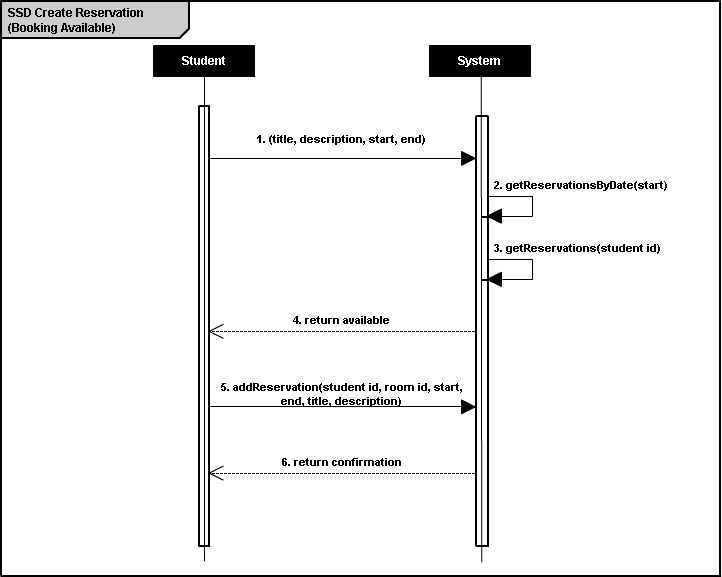 SSD Create Reservation
(Booking Available)
Student
System
1. (title, description, start, end)
2. getReservationsByDate(start)
3. getReservations(student id)
4. return available
5. addReservation(student id, room id, start,
end, title, description)
6. return confirmation